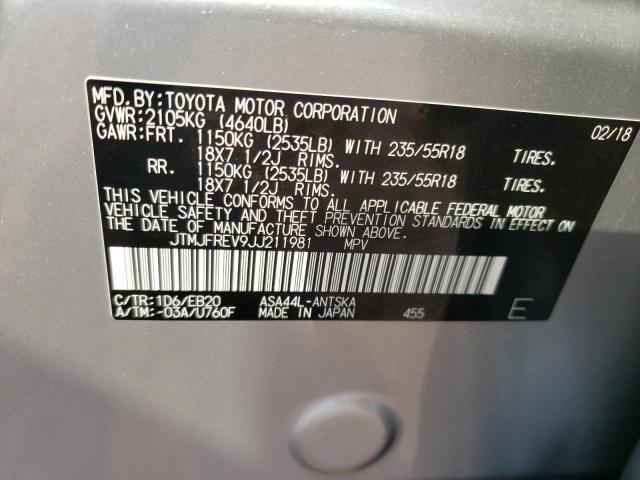 MFD.BY:TOYOTA MOTOR CORPORATION 02/18
GVWR:2105KG (4640LB)
GAWR:FRT. 1150KG (2535LB) WITH 235/55R18 TIRES.
18X7 1/2J RIMS.
RR. 1150KG (2535LB) WITH 235/55R18 TIRES.
18X7 1/2J RIMS.
THIS VEHICLE CONFORMS TO ALL APPLICABLE FEDERAL MOTOR
VEHICLE SAFETY AND THEFT PREVENTION STANDARDS IN EFFECT ON
THE DATE OF MANUFACTURE SHOWN ABOVE.
JTMJFREV9JJ211981 MPV
C/TR:1D6/EB20 ASA44L-ANTSKA
A/TM:-03A/U760F MADE IN JAPAN 455 E